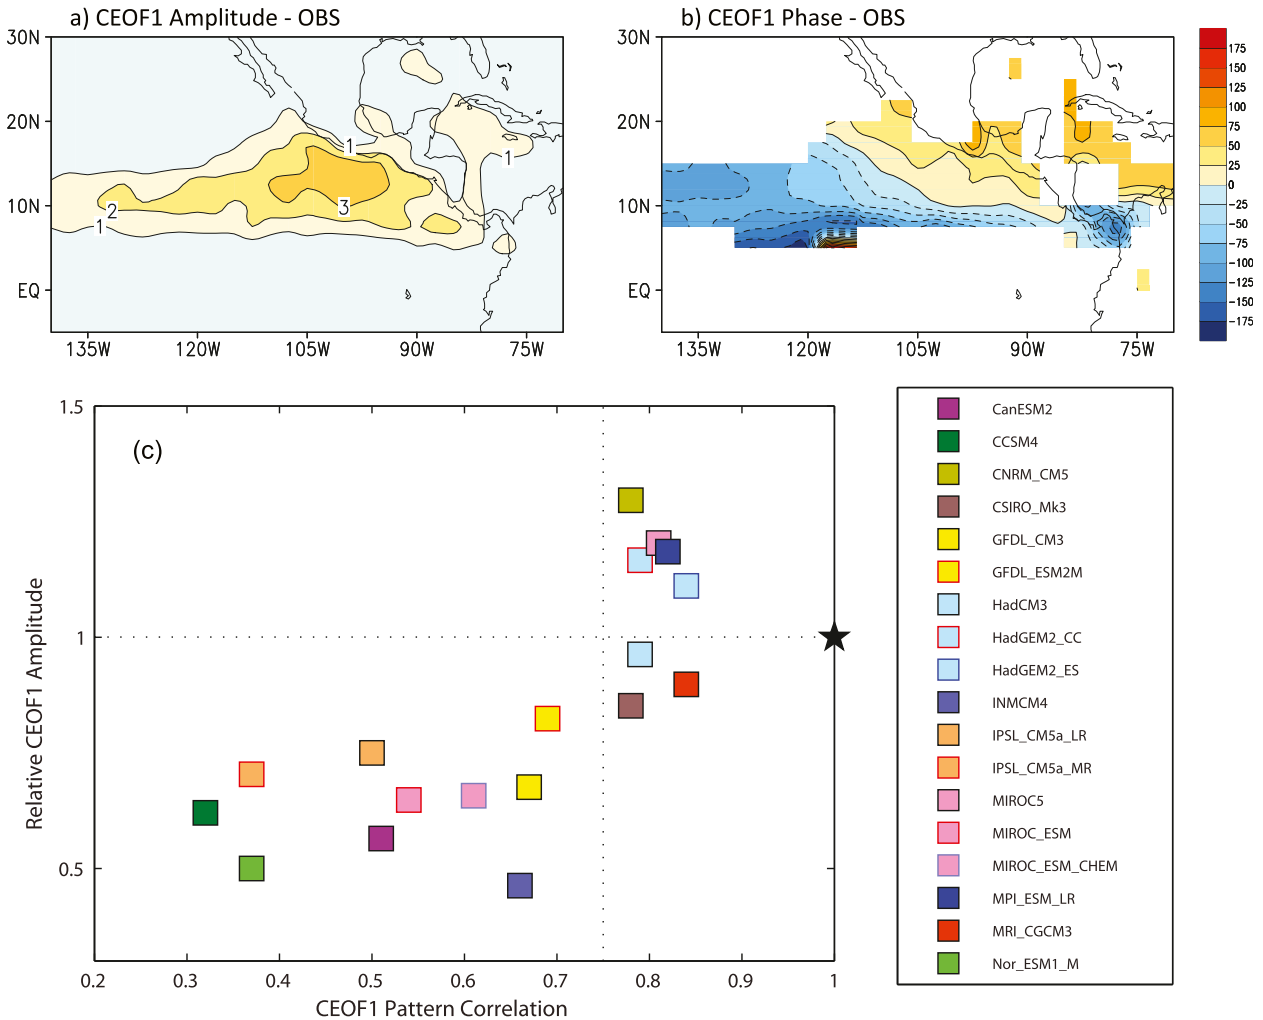 a) CEOF1 Amplitude - OBS
b) CEOF1 Phase - OBS
30N
20N
10N
EQ
135W 120W 105W 90W 75W
1
1
2
3
1
30N
20N
10N
EQ
135W 120W 105W 90W 75W
175
150
125
100
75
50
25
0
-25
-50
-75
-100
-125
-150
-175
(c)
1.5
1
0.5
Relative CEOF1 Amplitude
0.2 0.3 0.4 0.5 0.6 0.7 0.8 0.9 1
CEOF1 Pattern Correlation
CanESM2
CCSM4
CNRM_CM5
CSIRO_Mk3
GFDL_CM3
GFDL_ESM2M
HadCM3
HadGEM2_CC
HadGEM2_ES
INMCM4
IPSL_CM5a_LR
IPSL_CM5a_MR
MIROC5
MIROC_ESM
MIROC_ESM_CHEM
MPI_ESM_LR
MRI_CGCM3
Nor_ESM1_M